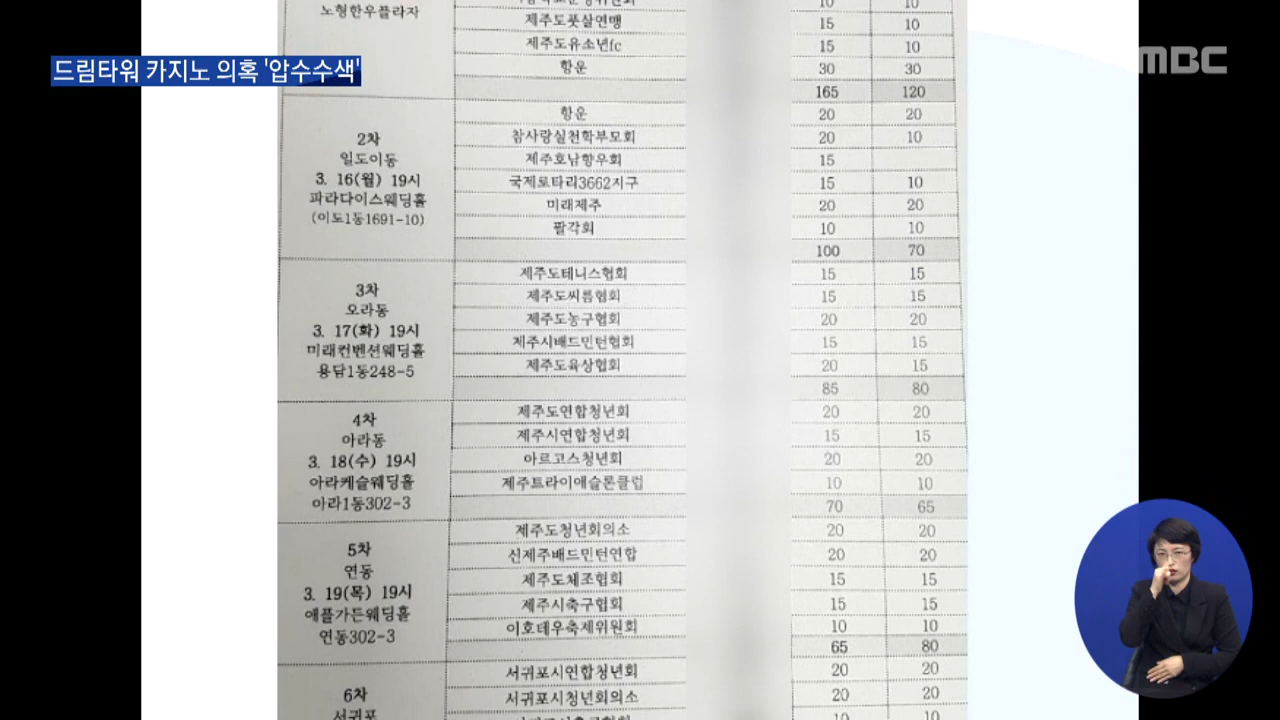 드림타워 카지노 의혹 '압수수색'
MBC
노형한우플라자
10 10
제주도풋살연맹 15 10
제주도유소년fc 15 10
항운 30 30
165 120
2차
일도이동
3. 16(월) 19시
파라다이스웨딩홀
(이도1동1691-10)
항운 20 20
참사랑실천학부모회 20 10
제주호남향우회 15
국제로타리3662지구 15 10
미래제주 20 20
팔각회 10 10
100 70
3차
오라동
3. 17(화) 19시
미래컨벤션웨딩홀
용담1동248-5
제주도테니스협회 15 15
제주도씨름협회 15 15
제주도농구협회 20 20
제주시배드민턴협회 15 15
제주도육상협회 20 15
85 80
4차
아라동
3. 18(수) 19시
아라케슬웨딩홀
아라1동302-3
제주도연합청년회 20 20
제주시연합청년회 15 15
아르고스청년회 20 20
제주트라이애슬론클럽 10 10
70 65
5차
연동
3. 19(목) 19시
애플가든웨딩홀
연동302-3
제주도청년회의소 20 20
신제주배드민턴연합 20 20
제주도체조협회 15 15
제주시축구협회 15 15
이호테우축제위원회 10 10
65 80
6차
서귀포
서귀포시연합청년회 20 20
서귀포시청년회의소 20 20
10 10